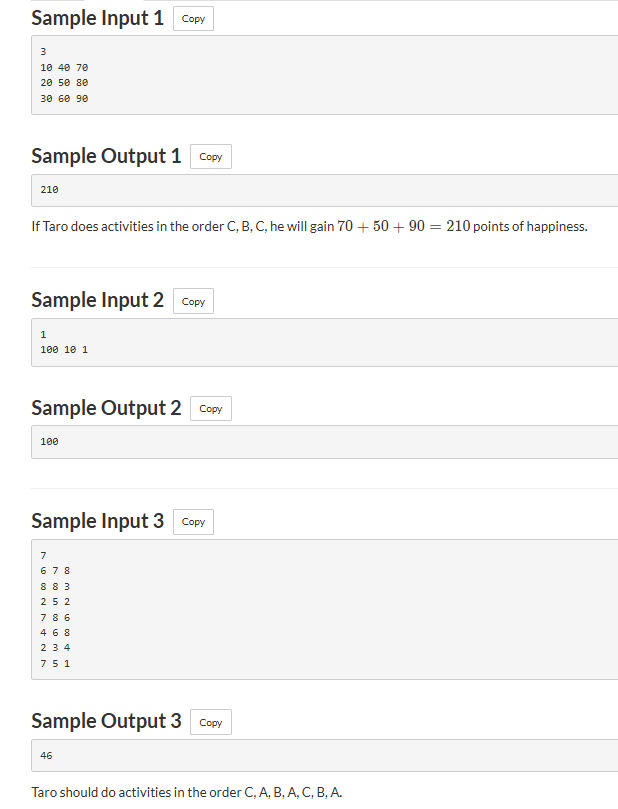 Sample Input 1 Copy
3
10 40 70
20 50 80
30 60 90
Sample Output 1 Copy
210
If Taro does activities in the order C, B, C, he will gain 70 + 50 + 90 = 210 points of happiness.
Sample Input 2 Copy
1
100 10 1
Sample Output 2 Copy
100
Sample Input 3 Copy
7
6 7 8
8 8 3
2 5 2
7 8 6
4 6 8
2 3 4
7 5 1
Sample Output 3 Copy
46
Taro should do activities in the order C, A, B, A, C, B, A.